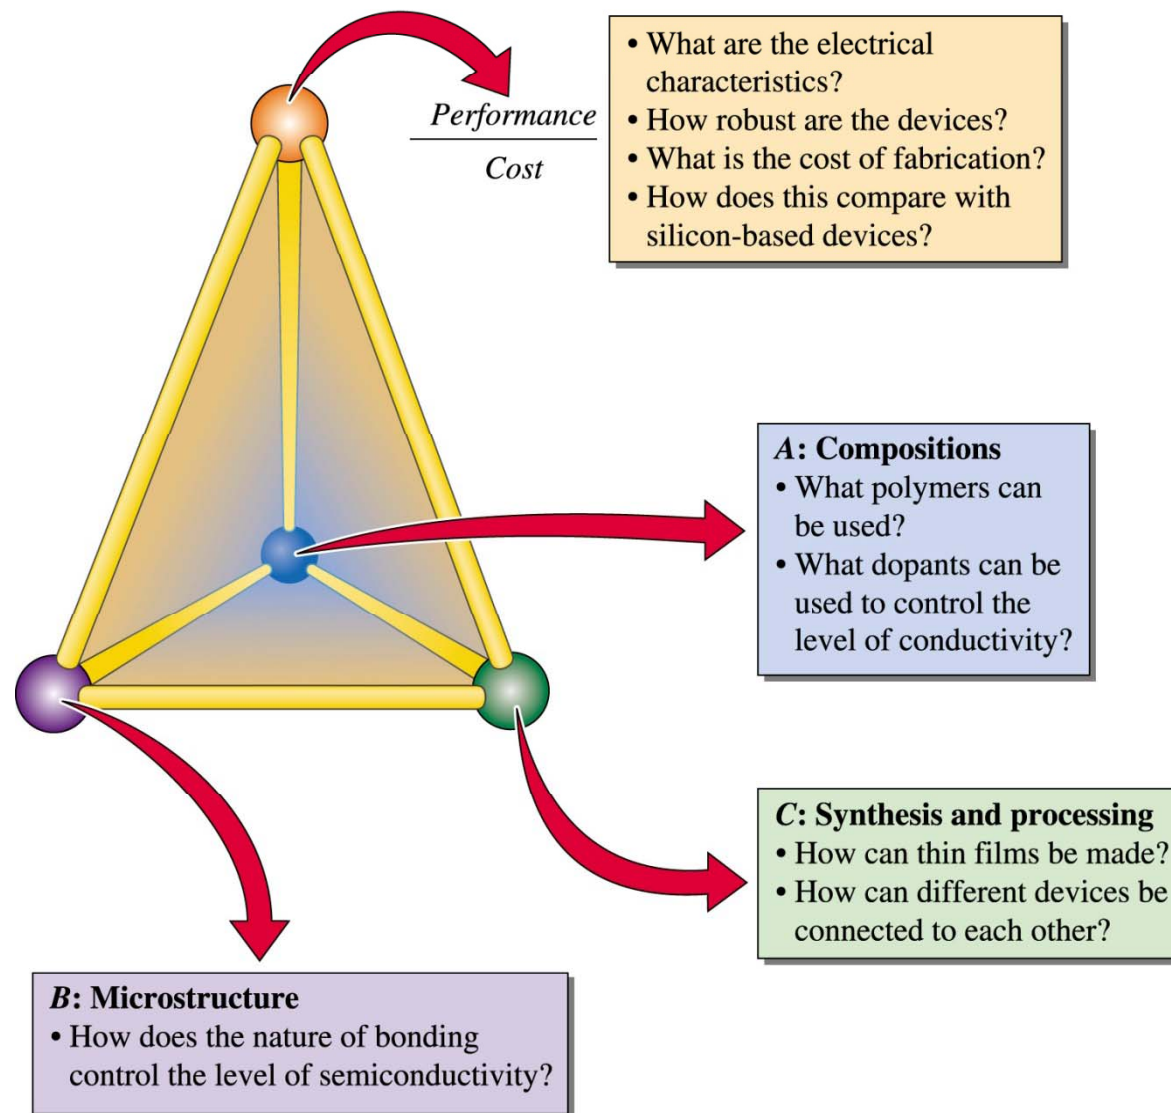 Performance
Cost
• What are the electrical
characteristics?
• How robust are the devices?
• What is the cost of fabrication?
• How does this compare with
silicon-based devices?
A: Compositions
• What polymers can
be used?
• What dopants can be
used to control the
level of conductivity?
C: Synthesis and processing
• How can thin films be made?
• How can different devices be
connected to each other?
B: Microstructure
• How does the nature of bonding
control the level of semiconductivity?